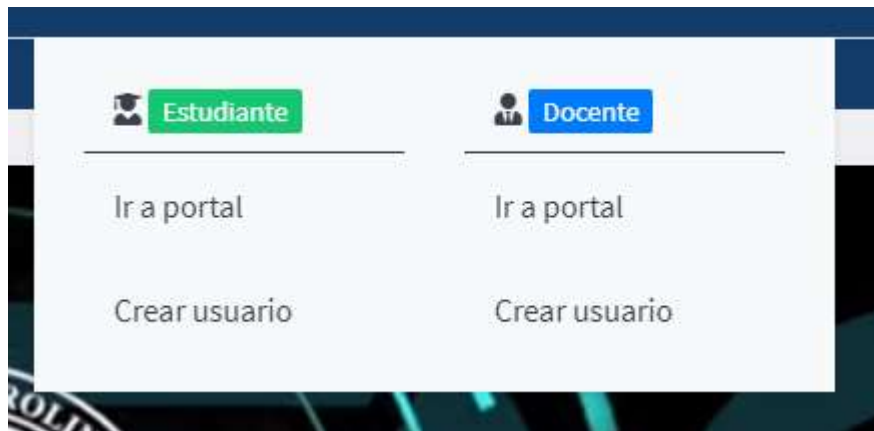 Estudiante
Docente
Ir a portal
Ir a portal
Crear usuario
Crear usuario